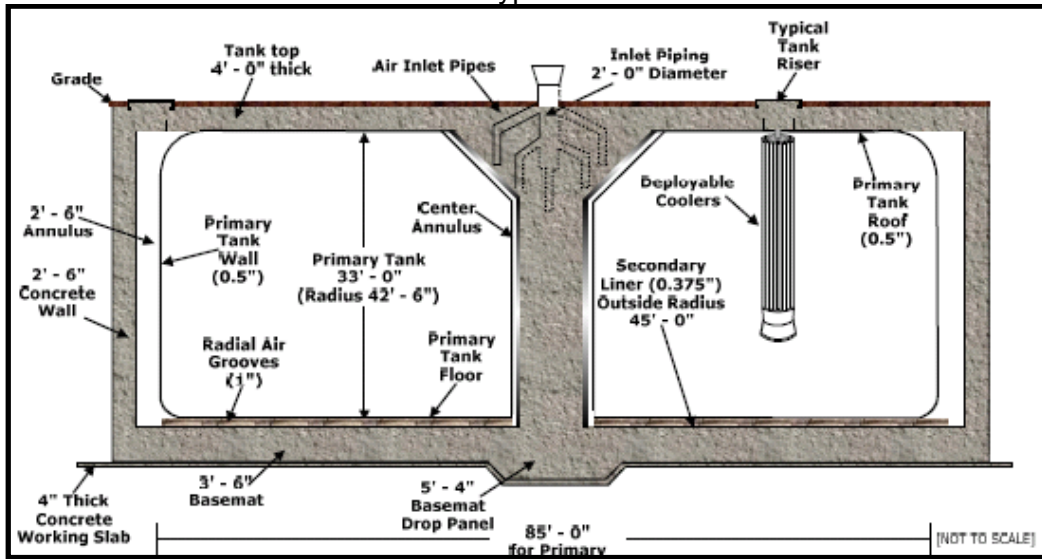 Tank top
4' - 0" thick
Air Inlet Pipes
Inlet Piping
2' - 0" Diameter
Typical
Tank
Riser
Grade
2' - 6"
Annulus
Primary
Tank
Wall
(0.5")
2' - 6"
Concrete
Wall
Primary Tank
33' - 0"
(Radius 42' - 6")
Center
Annulus
Deployable
Coolers
Primary
Tank
Roof
(0.5")
Secondary
Liner (0.375")
Outside Radius
45' - 0"
Radial Air
Grooves
(1")
Primary
Tank
Floor
4" Thick
Concrete
Working Slab
3' - 6"
Basemat
5' - 4"
Basemat
Drop Panel
85' - 0"
for Primary
[NOT TO SCALE]